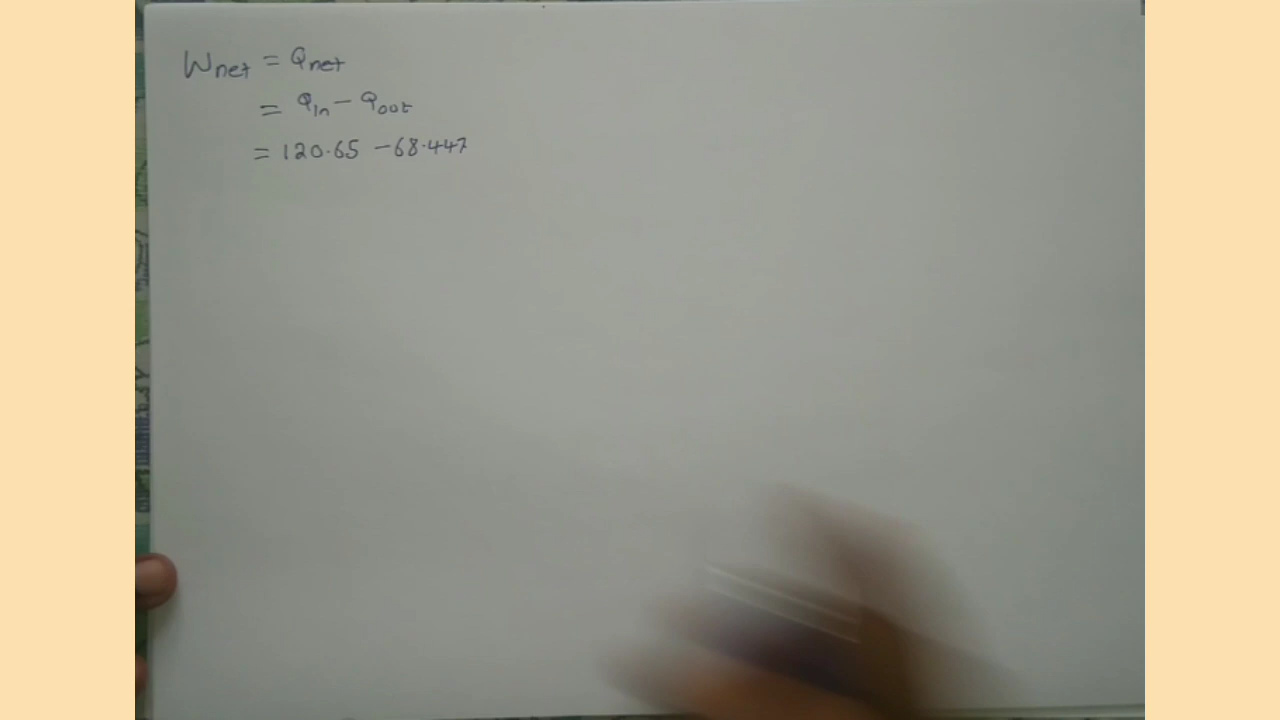 Wnet = Qnet
= Qin - Qout
= 120.65 - 68.447